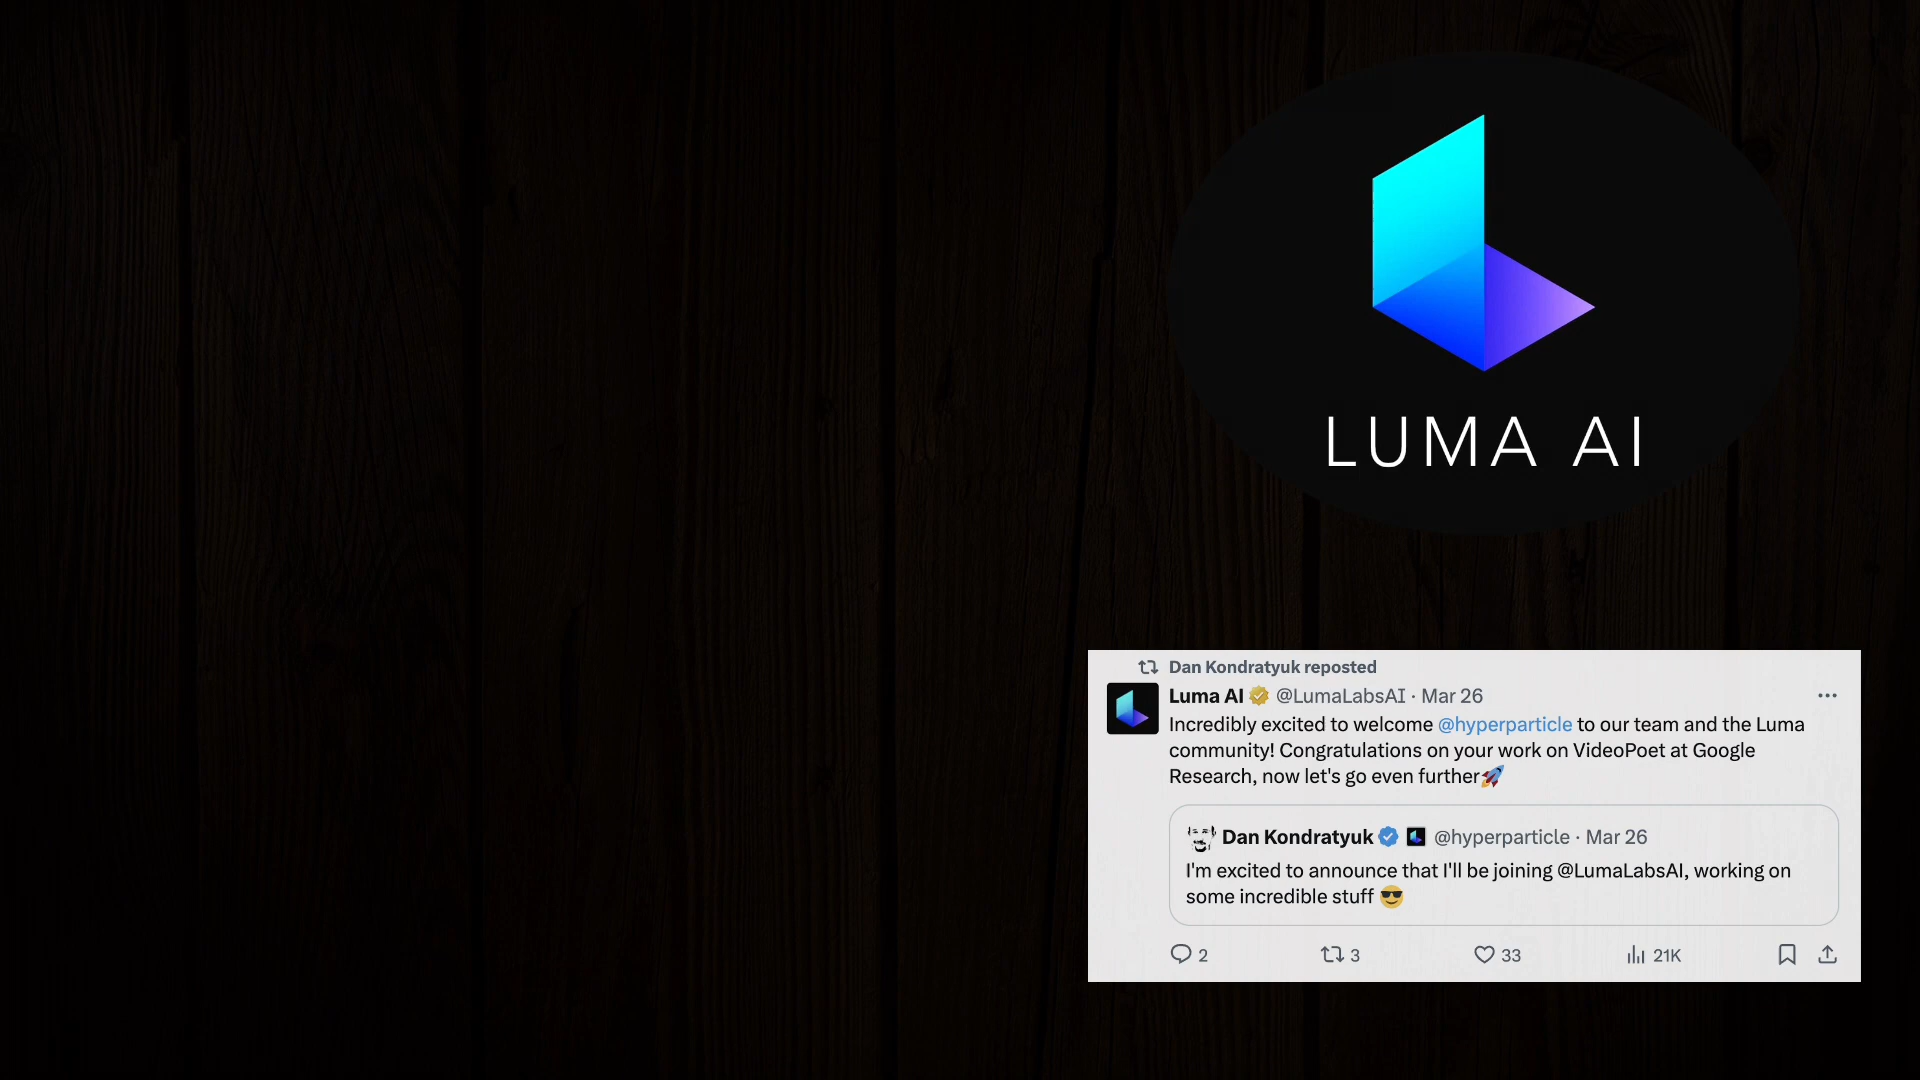 LUMA AI
Dan Kondratyuk reposted
Luma AI @LumaLabsAI · Mar 26
Incredibly excited to welcome @hyperparticle to our team and the Luma
community! Congratulations on your work on VideoPoet at Google
Research, now let's go even further🚀
Dan Kondratyuk @hyperparticle · Mar 26
I'm excited to announce that I'll be joining @LumaLabsAI, working on
some incredible stuff 😎
2 3 33 21K